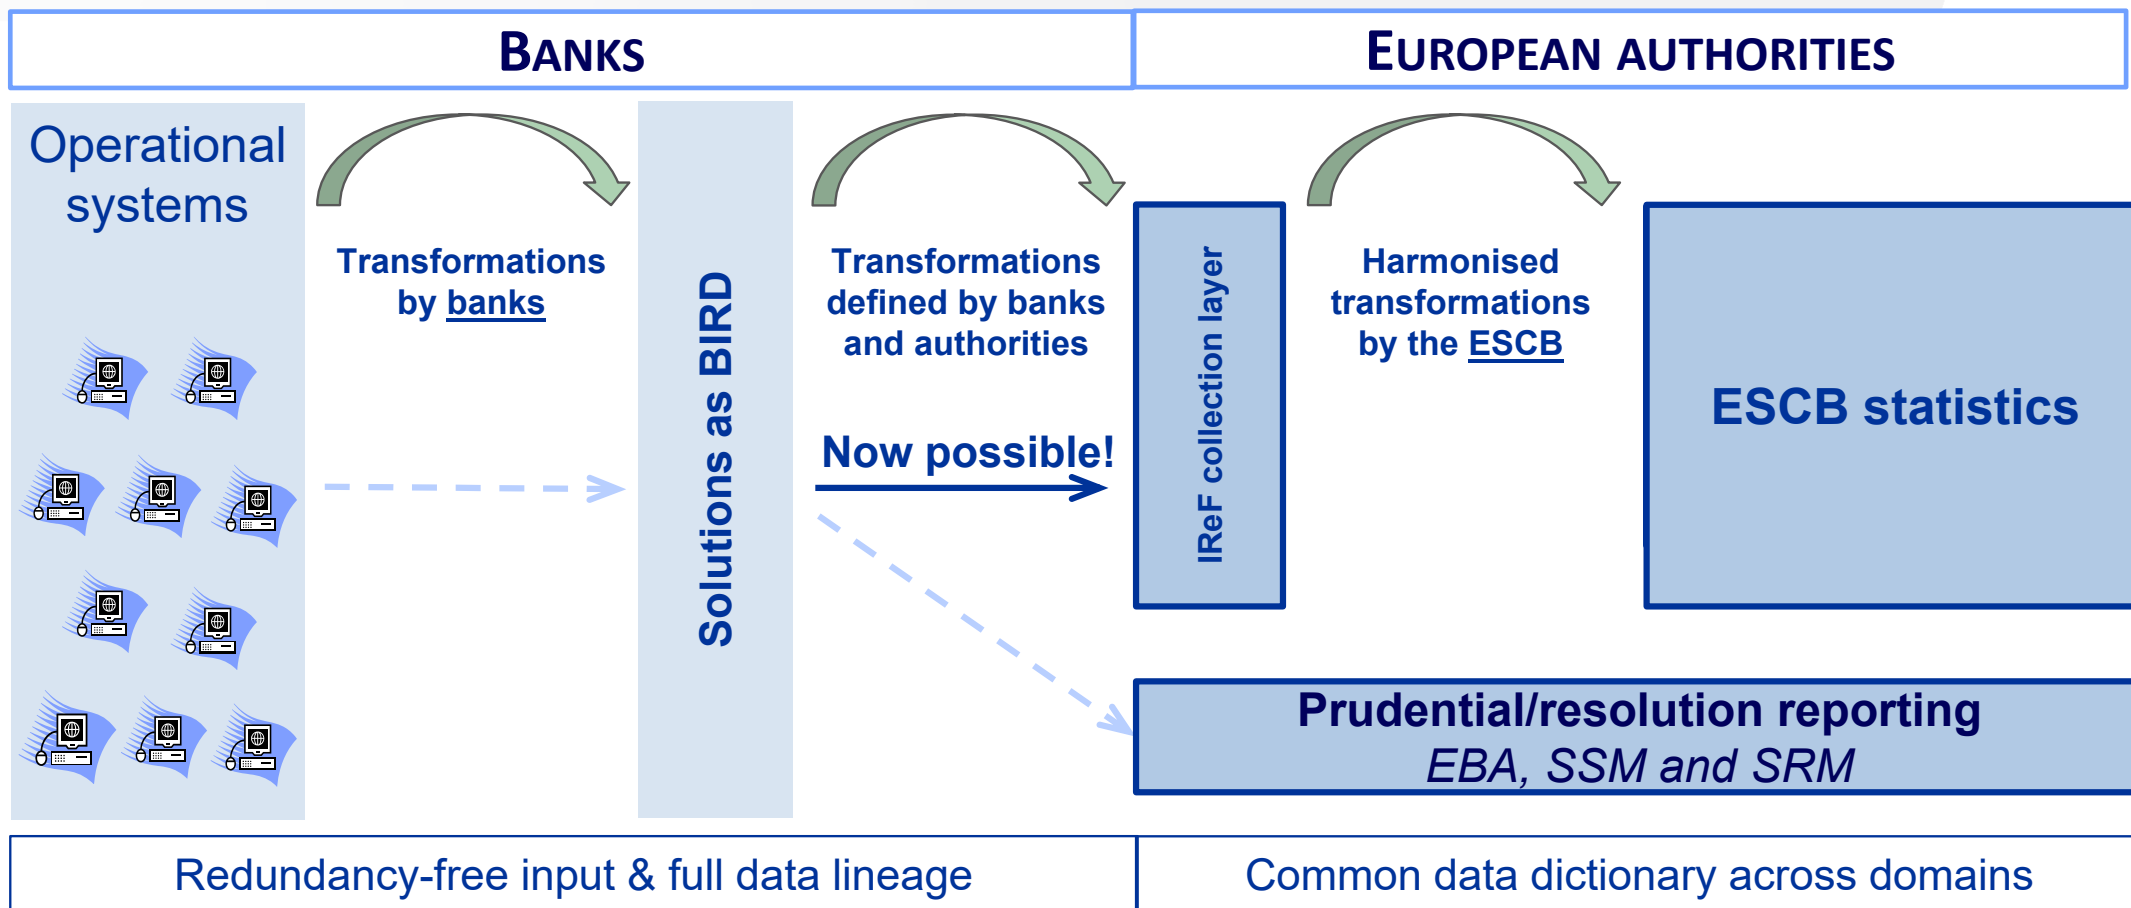 BANKS
EUROPEAN AUTHORITIES
Operational
systems
Transformations
by banks
Solutions as BIRD
Transformations
defined by banks
and authorities
Now possible!
IReF collection layer
Harmonised
transformations
by the ESCB
ESCB statistics
Prudential/resolution reporting
EBA, SSM and SRM
Redundancy-free input & full data lineage
Common data dictionary across domains